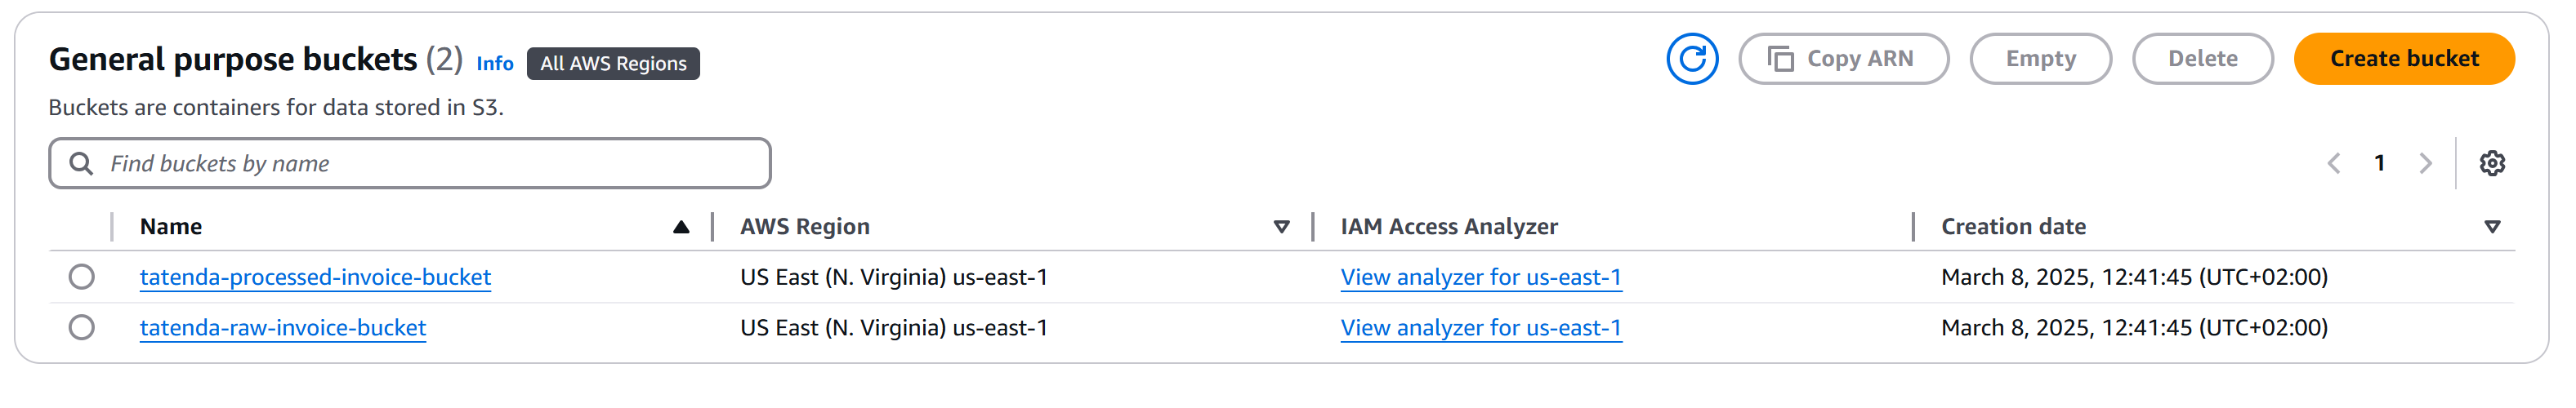 General purpose buckets (2) Info All AWS Regions Copy ARN Empty Delete Create bucket
Buckets are containers for data stored in S3.
Find buckets by name 1
Name AWS Region IAM Access Analyzer Creation date
tatenda-processed-invoice-bucket US East (N. Virginia) us-east-1 View analyzer for us-east-1 March 8, 2025, 12:41:45 (UTC+02:00)
tatenda-raw-invoice-bucket US East (N. Virginia) us-east-1 View analyzer for us-east-1 March 8, 2025, 12:41:45 (UTC+02:00)